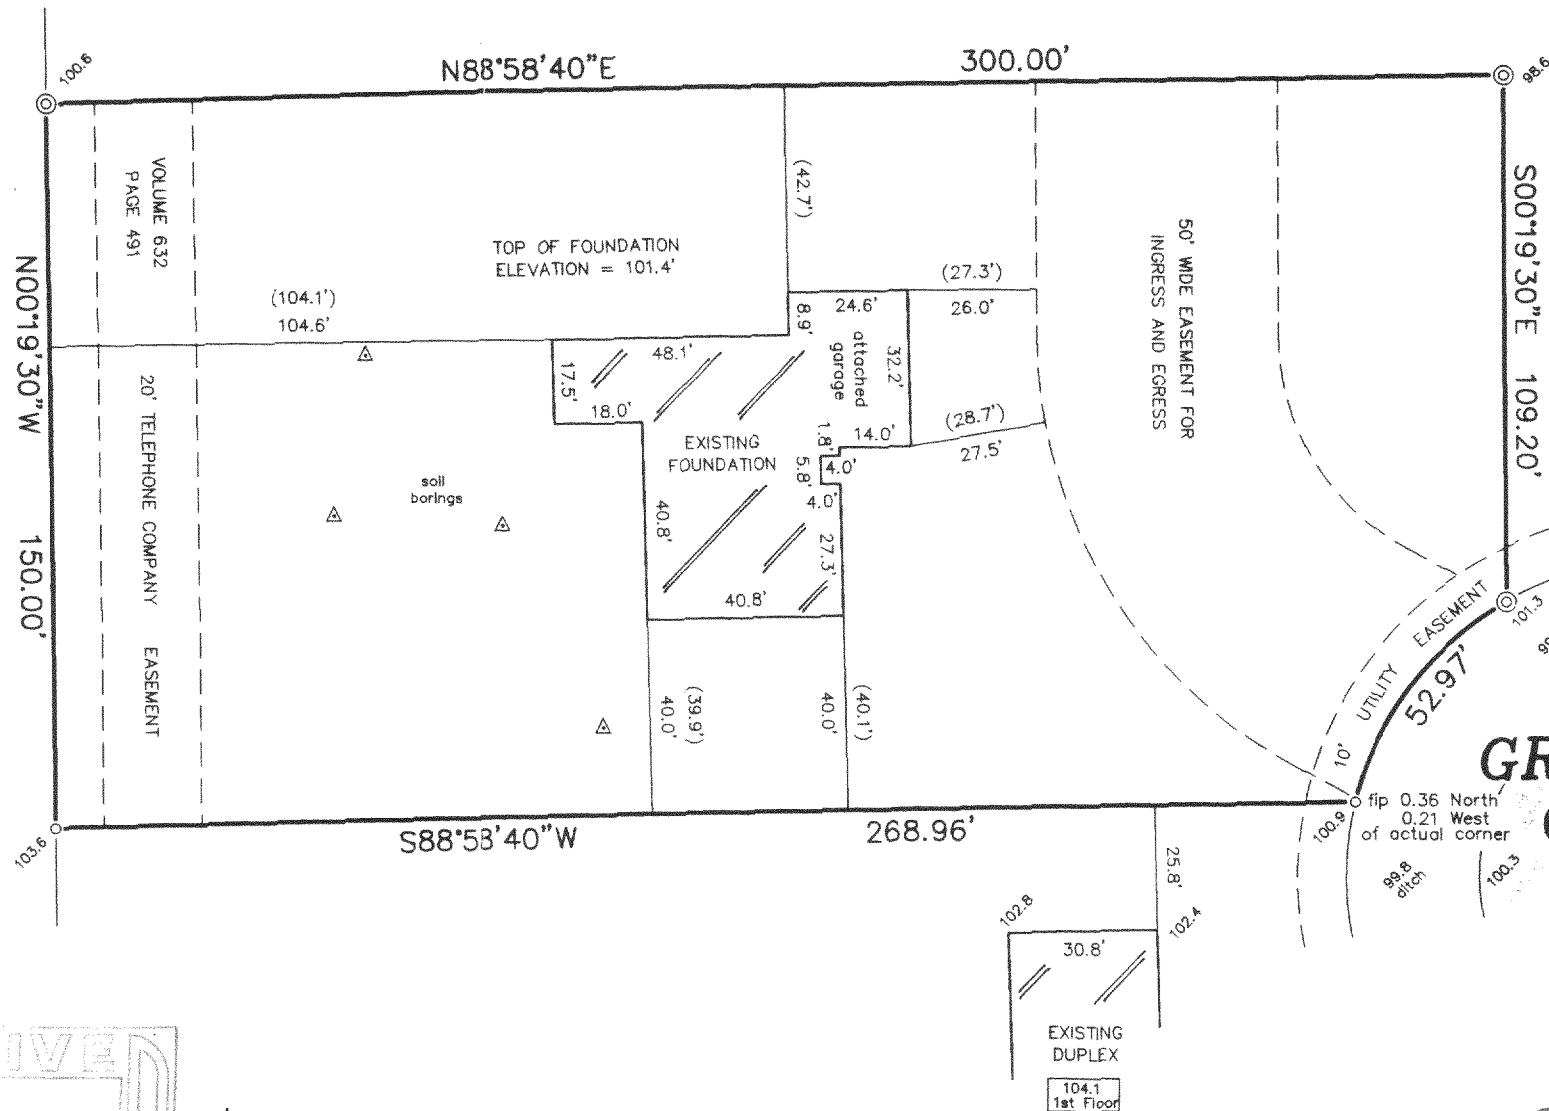 100.6
N88°58'40"E
300.00'
98.6
VOLUME 632
PAGE 491
(42.7')
TOP OF FOUNDATION
ELEVATION = 101.4'
50' WIDE EASEMENT FOR
INGRESS AND EGRESS
S00°19'30"E 109.20'
N00°19'30"W 150.00'
(104.1')
104.6'
(27.3')
26.0'
24.6'
8.9'
attached
garage
32.2'
48.1'
17.5'
18.0'
1.8'
14.0'
(28.7')
27.5'
EXISTING
FOUNDATION
5.8'
4.0'
4.0'
20' TELEPHONE COMPANY EASEMENT
soil
borings
40.8'
27.3'
40.8'
10' UTILITY EASEMENT
101.3
52.97'
(39.9')
40.0'
40.0'
(40.1')
GR
fip 0.36 North
0.21 West
of actual corner
100.9
103.6
S88°58'40"W
268.96'
25.8'
99.8
ditch
100.3
102.8
102.4
30.8'
EXISTING
DUPLEX
104.1
1st Floor
IVE